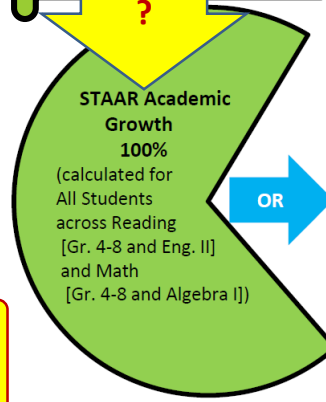 ?
STAAR Academic
Growth
100%
(calculated for
All Students
across Reading
[Gr. 4-8 and Eng. II]
and Math
[Gr. 4-8 and Algebra I])
OR